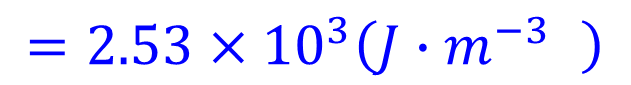 = 2.53 × 10³(J · m⁻³ )